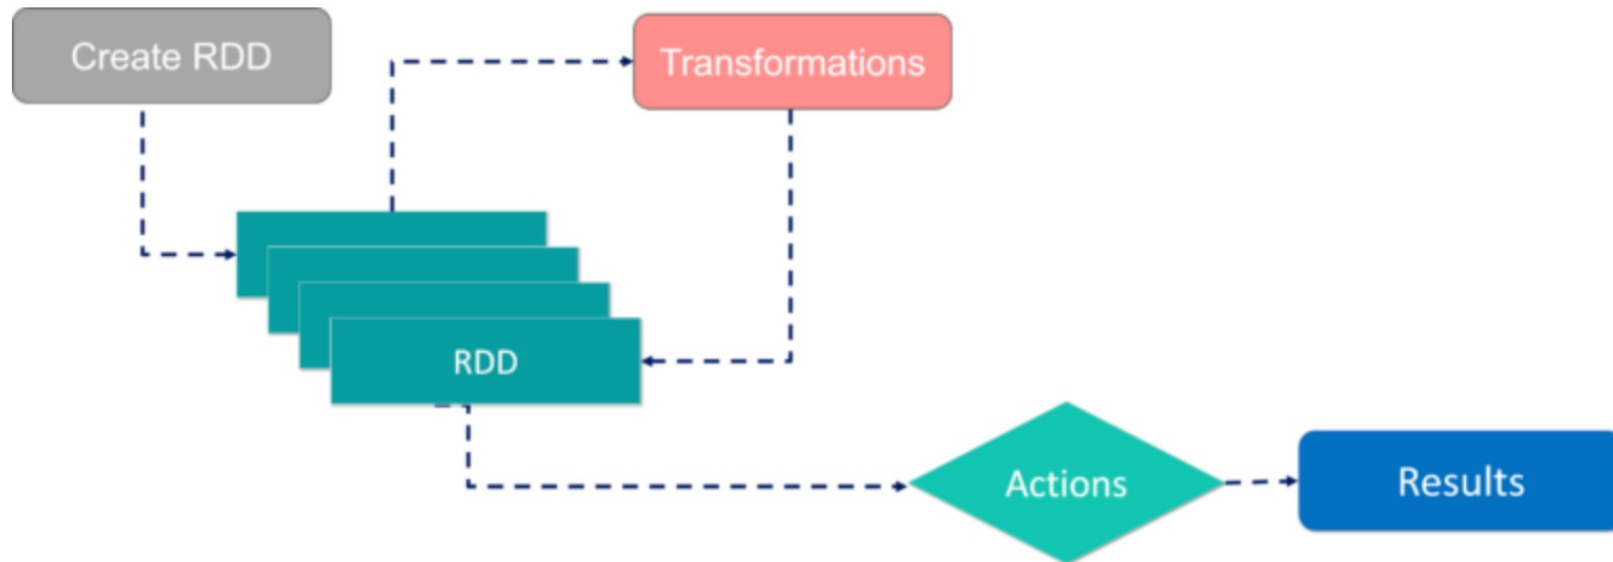 Create RDD
Transformations
RDD
Actions
Results